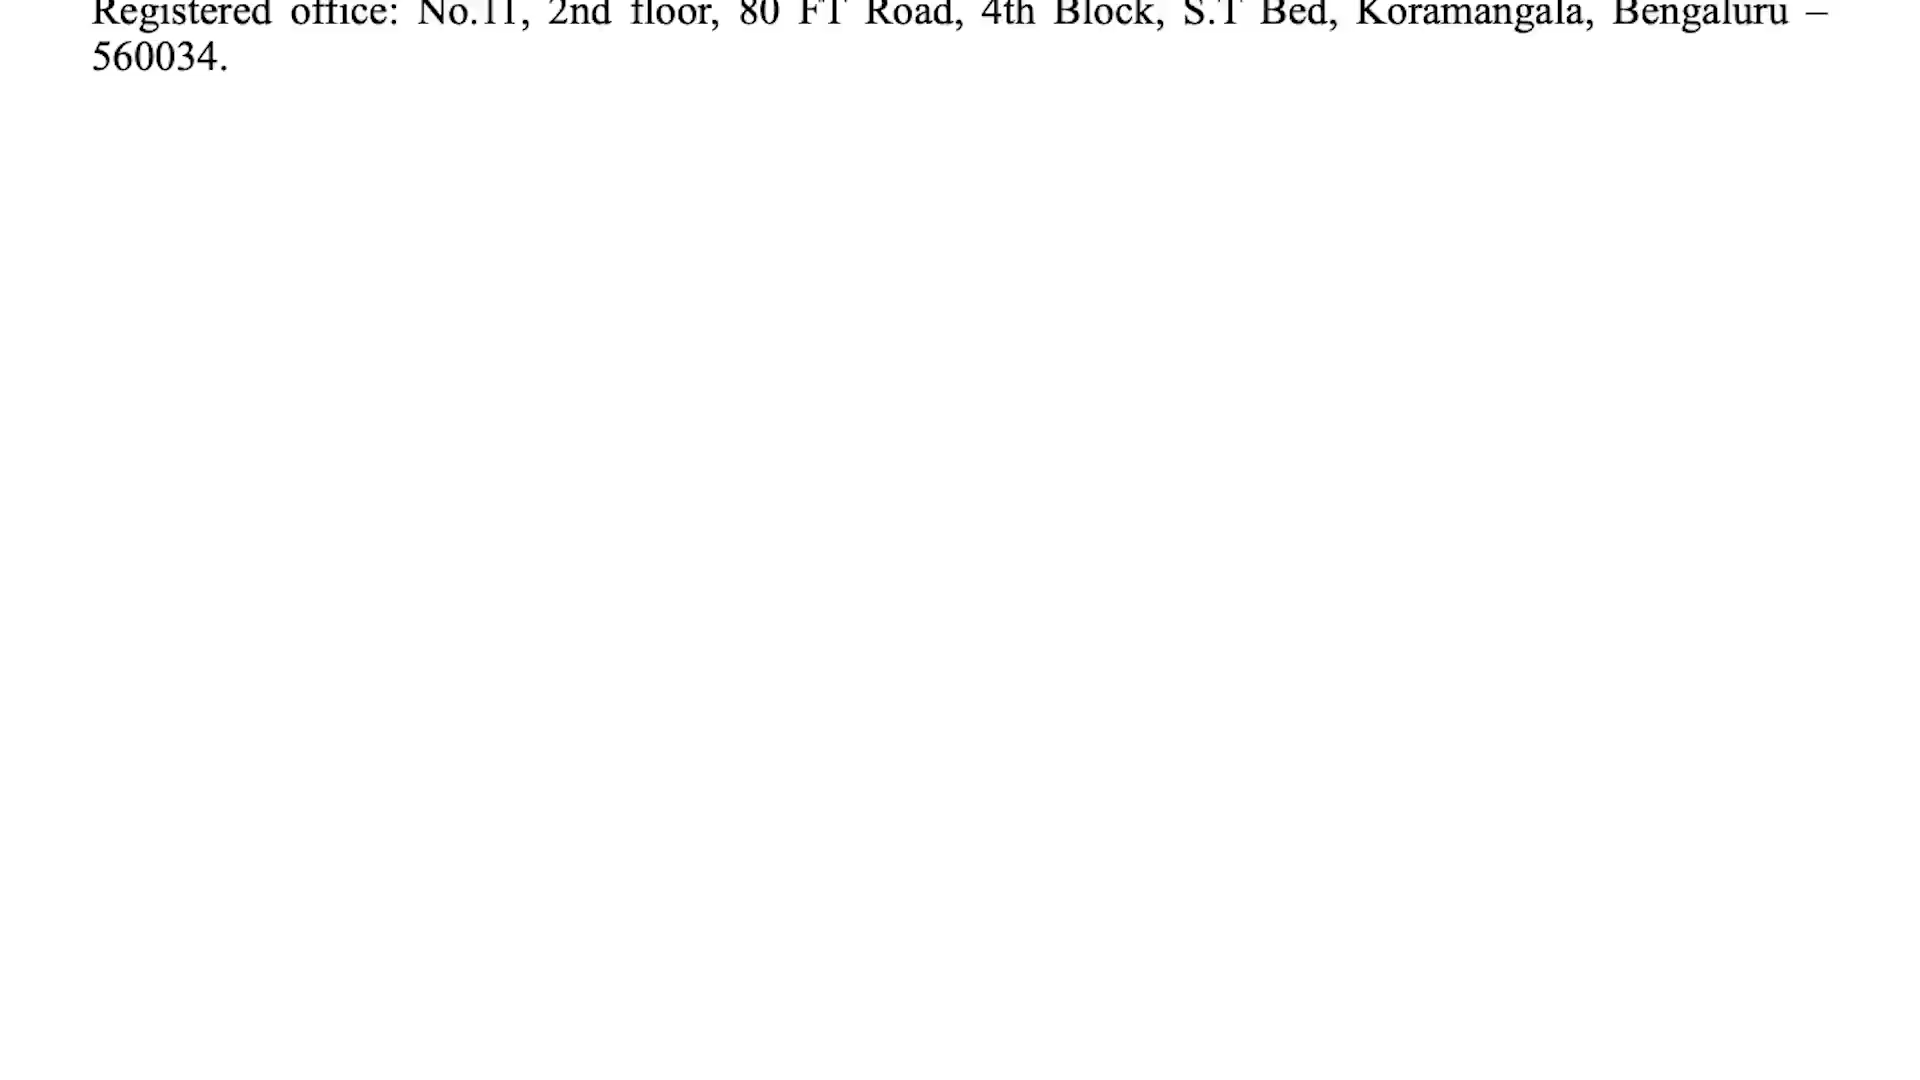 Registered office: No.11, 2nd floor, 80 FT Road, 4th Block, S.T Bed, Koramangala, Bengaluru –
560034.